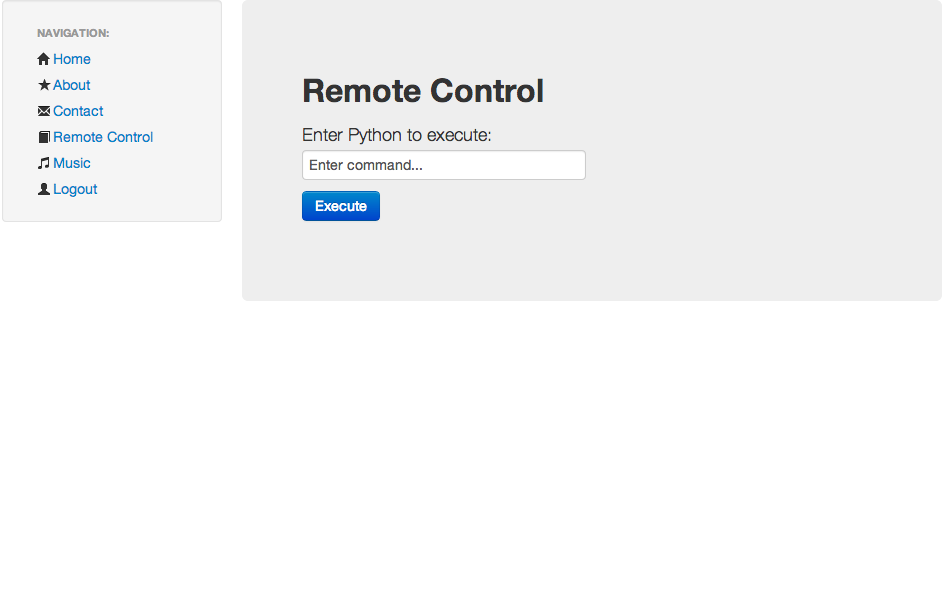 NAVIGATION:
Home
About
Contact
Remote Control
Music
Logout
Remote Control
Enter Python to execute:
Enter command...
Execute